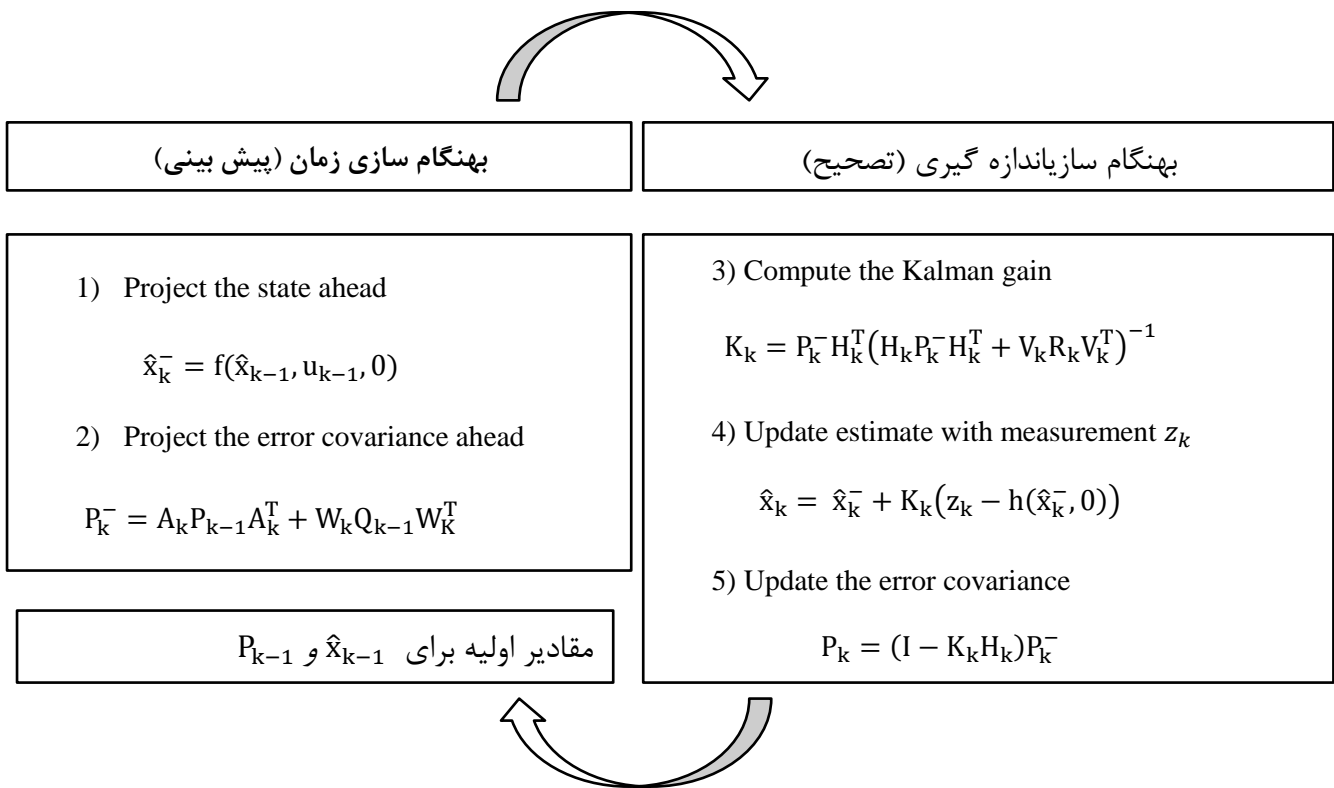 بهنگام سازی زمان (پیش بینی)
1) Project the state ahead
x̂ₖ⁻ = f(x̂ₖ₋₁, uₖ₋₁, 0)
2) Project the error covariance ahead
Pₖ⁻ = AₖPₖ₋₁Aₖᵀ + WₖQₖ₋₁W_Kᵀ
مقادیر اولیه برای x̂ₖ₋₁ و Pₖ₋₁
بهنگام سازیاندازه گیری (تصحیح)
3) Compute the Kalman gain
Kₖ = Pₖ⁻Hₖᵀ(HₖPₖ⁻Hₖᵀ + VₖRₖVₖᵀ)⁻¹
4) Update estimate with measurement zₖ
x̂ₖ = x̂ₖ⁻ + Kₖ(zₖ − h(x̂ₖ⁻, 0))
5) Update the error covariance
Pₖ = (I − KₖHₖ)Pₖ⁻